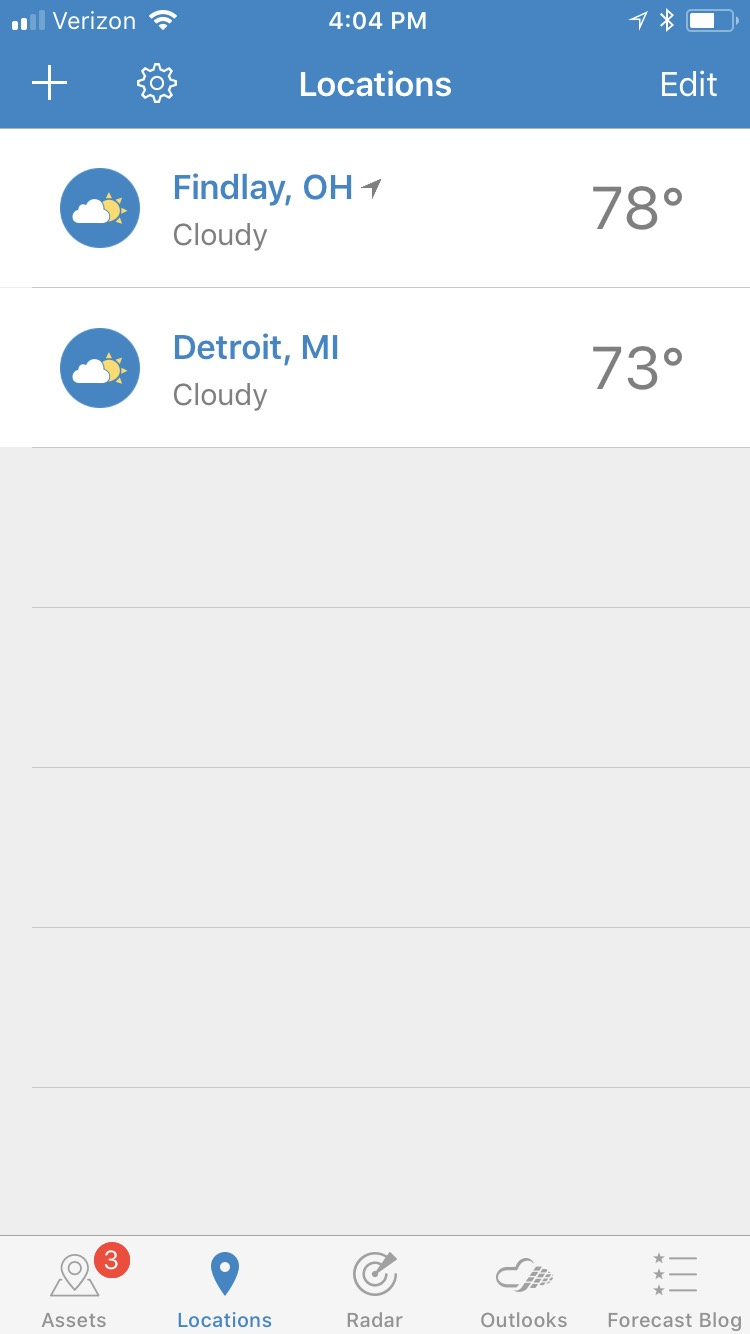 Verizon 4:04 PM
Locations Edit
Findlay, OH
Cloudy
78°
Detroit, MI
Cloudy
73°
3
Assets Locations Radar Outlooks Forecast Blog